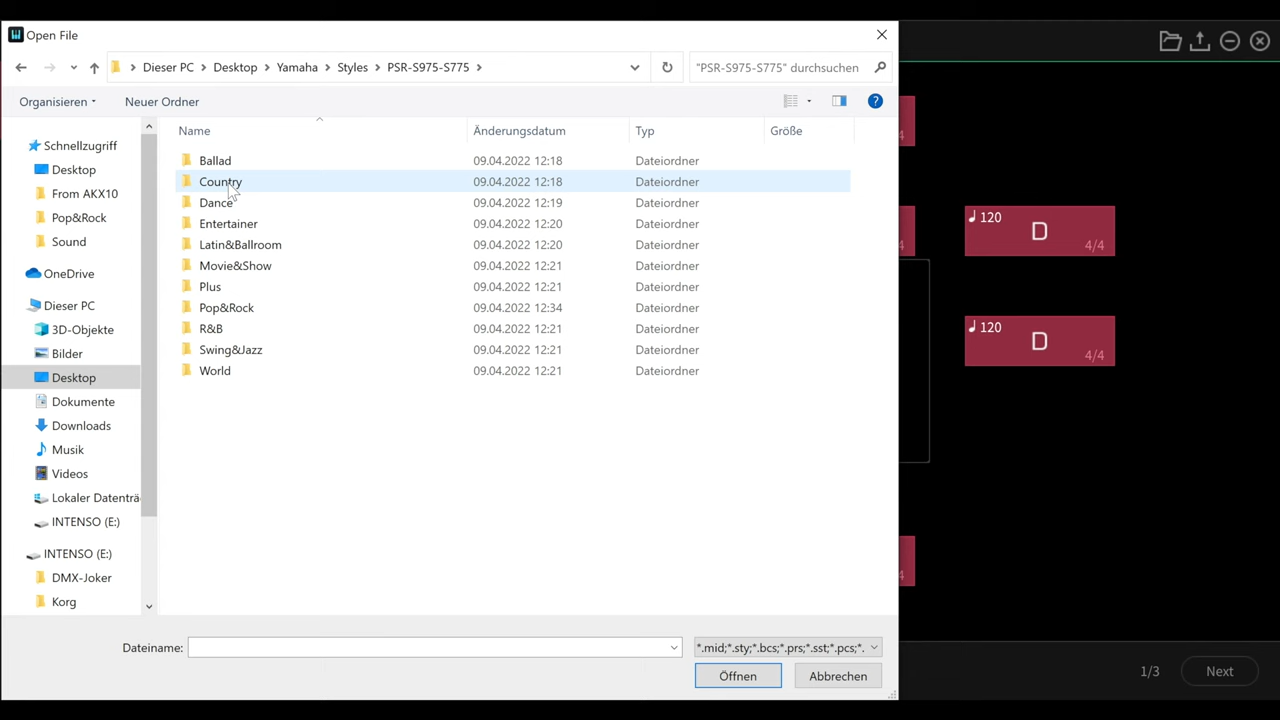 Open File
Dieser PC
Desktop
Yamaha
Styles
PSR-S975-S775
"PSR-S975-S775" durchsuchen
Organisieren
Neuer Ordner
Name
Änderungsdatum
Typ
Größe
Schnellzugriff
Desktop
From AKX10
Pop&Rock
Sound
OneDrive
Dieser PC
3D-Objekte
Bilder
Desktop
Dokumente
Downloads
Musik
Videos
Lokaler Datenträ
INTENSO (E:)
INTENSO (E:)
DMX-Joker
Korg
Ballad 09.04.2022 12:18 Dateiordner
Country 09.04.2022 12:18 Dateiordner
Dance 09.04.2022 12:19 Dateiordner
Entertainer 09.04.2022 12:20 Dateiordner
Latin&Ballroom 09.04.2022 12:20 Dateiordner
Movie&Show 09.04.2022 12:21 Dateiordner
Plus 09.04.2022 12:21 Dateiordner
Pop&Rock 09.04.2022 12:34 Dateiordner
R&B 09.04.2022 12:21 Dateiordner
Swing&Jazz 09.04.2022 12:21 Dateiordner
World 09.04.2022 12:21 Dateiordner
Dateiname:
*.mid;*.sty;*.bcs;*.prs;*.sst;*.pcs;*.
Öffnen
Abbrechen
4
4
120
D
4/4
120
D
4/4
4
1/3
Next